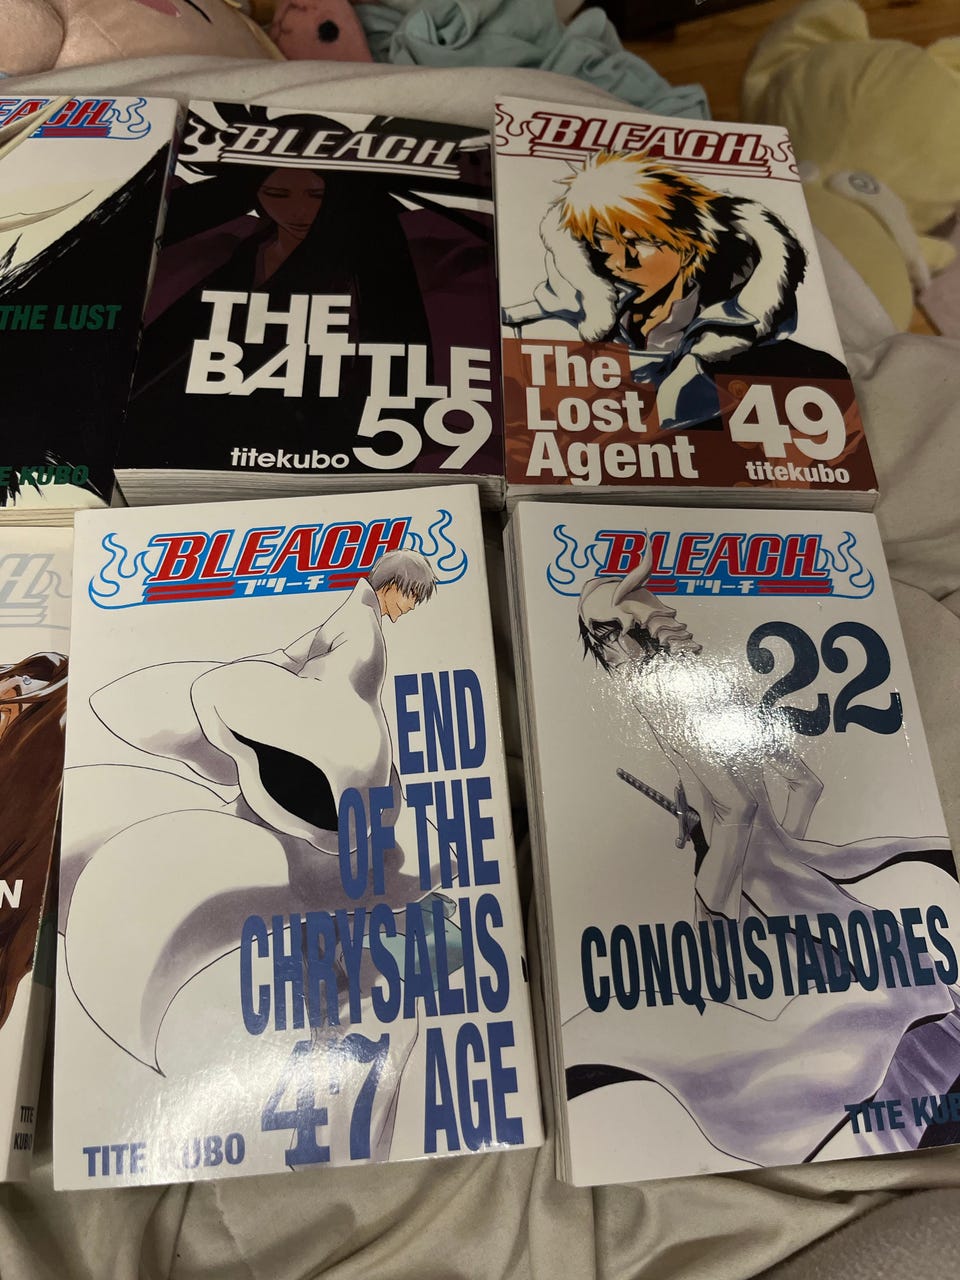 EACH
THE LUST
E KUBO
BLEACH
THE
BATTLE
59
titekubo
BLEACH
The
Lost
Agent
49
titekubo
H
N
TITE
KUBO
BLEACH
ブリーチ
END
OF THE
CHRYSALIS
AGE
47
TITE KUBO
BLEACH
ブリーチ
22
CONQUISTADORES
TITE KUB